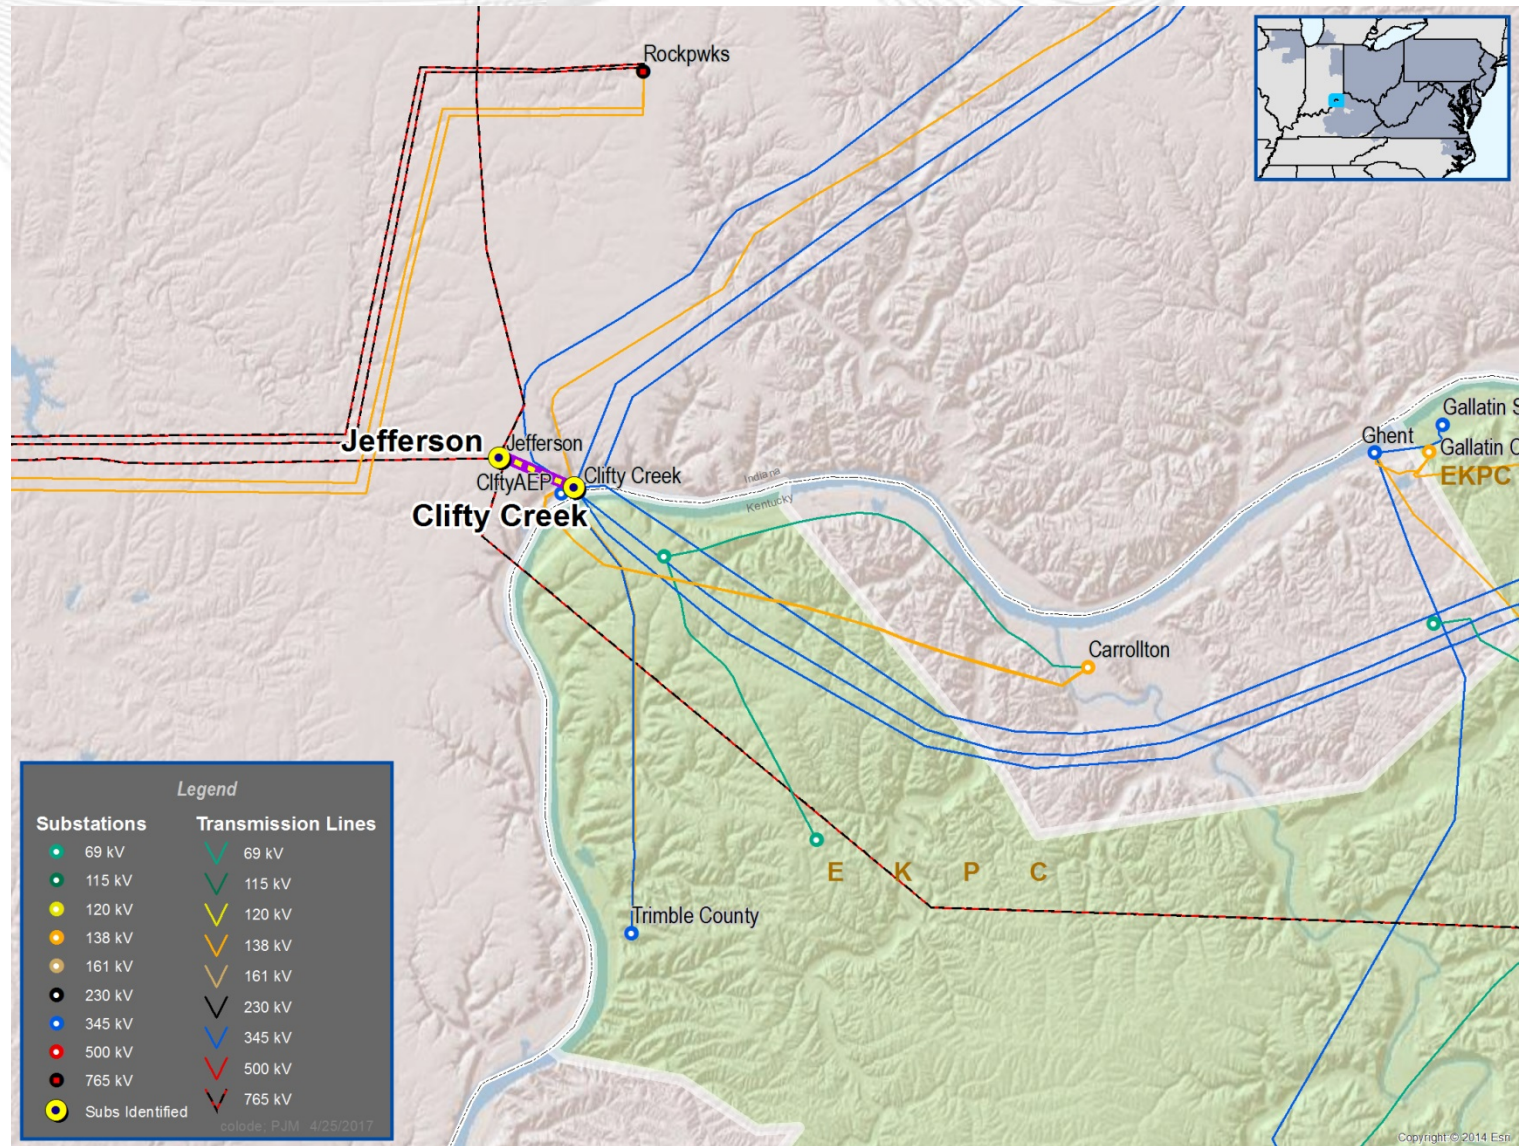 Rockpwks
Gallatin S
Ghent
Gallatin C
EKPC
Jefferson
Jefferson
CliftyAEP
Clifty Creek
Clifty Creek
Indiana
Kentucky
Carrollton
E K P C
Trimble County
Legend
Substations
69 kV
115 kV
120 kV
138 kV
161 kV
230 kV
345 kV
500 kV
765 kV
Subs Identified
Transmission Lines
69 kV
115 kV
120 kV
138 kV
161 kV
230 kV
345 kV
500 kV
765 kV
colode; PJM 4/25/2017
Copyright:© 2014 Esri